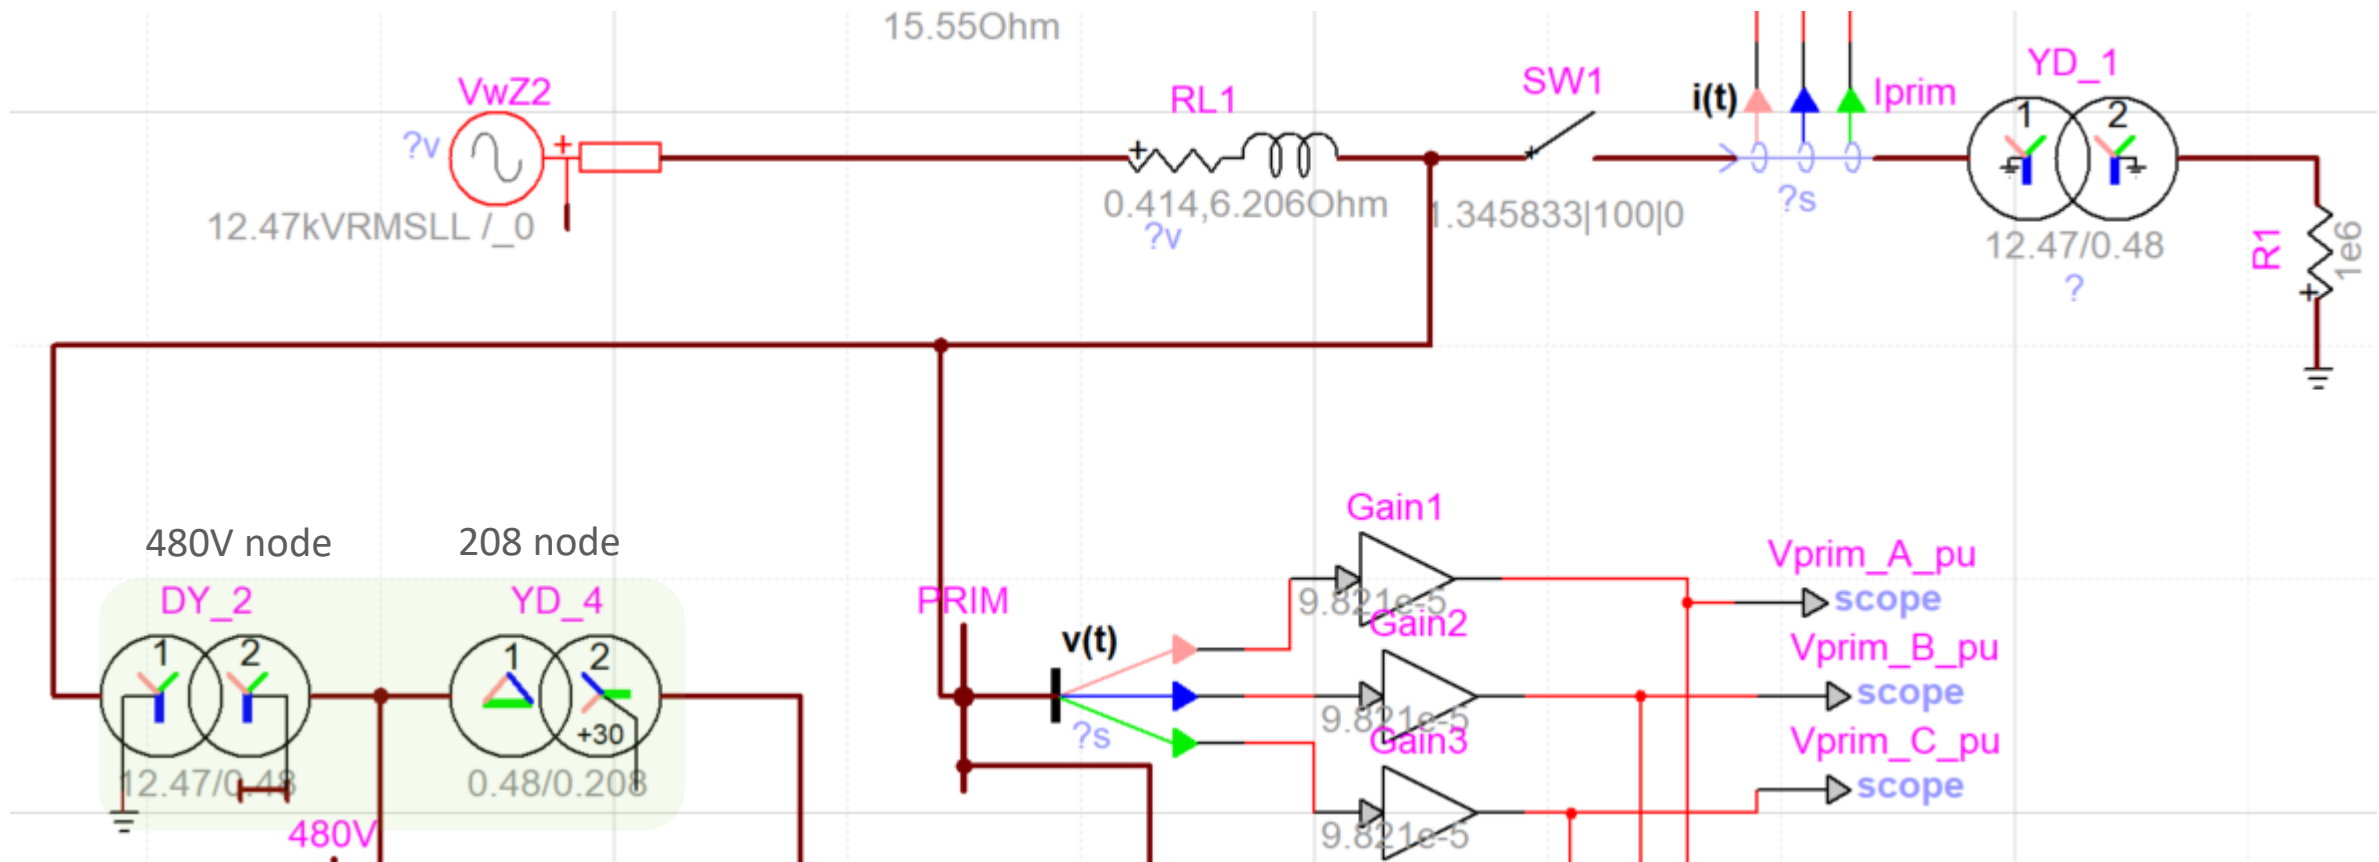 15.55Ohm
VwZ2
?v
+
12.47kVRMSLL /_0
RL1
+
0.414,6.206Ohm
?v
SW1
+
1.345833|100|0
i(t)
Iprim
?s
YD_1
1
2
12.47/0.48
?
R1
1e6
+
480V node
208 node
DY_2
1
2
12.47/0.48
480V
YD_4
1
2
+30
0.48/0.208
PRIM
v(t)
?s
Gain1
9.821e-5
Gain2
9.821e-5
Gain3
9.821e-5
Vprim_A_pu
scope
Vprim_B_pu
scope
Vprim_C_pu
scope